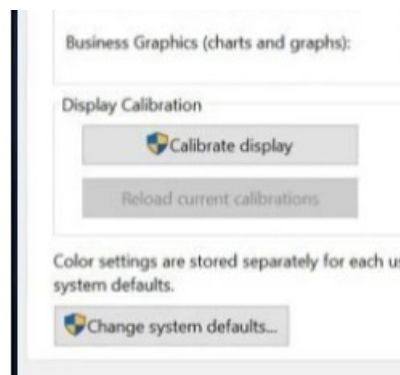 Business Graphics (charts and graphs):
Display Calibration
Calibrate display
Reload current calibrations
Color settings are stored separately for each
system defaults.
Change system defaults...